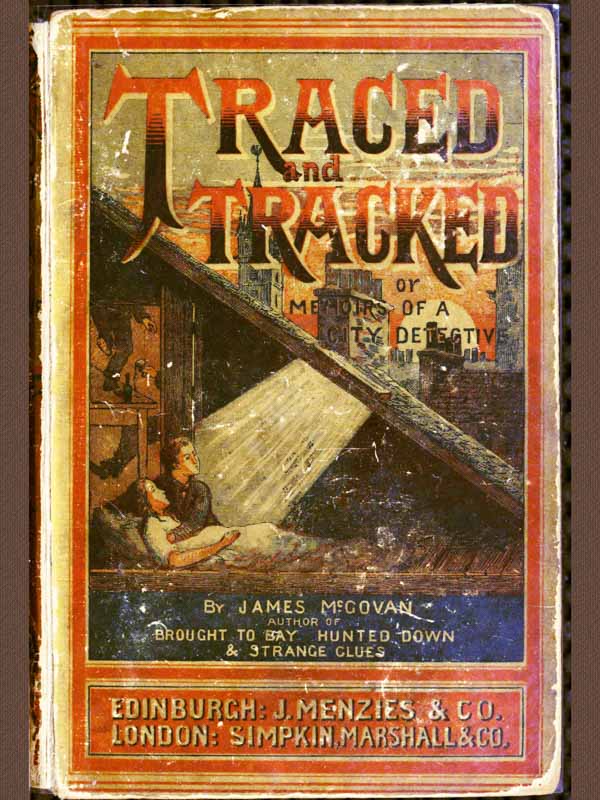 TRACED
and
TRACKED
or
MEMOIRS OF A
CITY DETECTIVE
By JAMES McGOVAN
AUTHOR OF
BROUGHT TO BAY HUNTED DOWN
& STRANGE CLUES
EDINBURGH: J. MENZIES & CO.
LONDON: SIMPKIN, MARSHALL & CO.